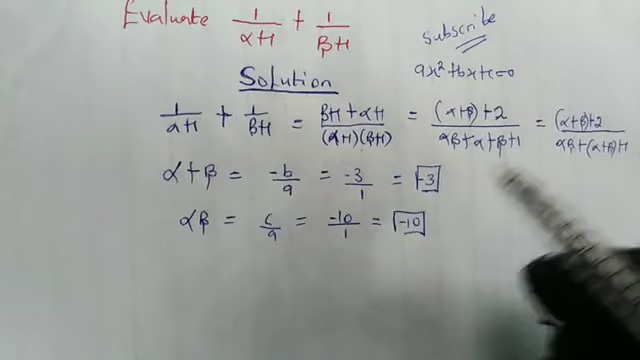 Evaluate 1/(α+1) + 1/(β+1)
Subscribe
ax² + bx + c = 0
Solution
1/(α+1) + 1/(β+1) = (β+1 + α+1)/((α+1)(β+1)) = ((α+β)+2)/(αβ+α+β+1) = ((α+β)+2)/(αβ+(α+β)+1)
α+β = -b/a = -3/1 = -3
αβ = c/a = -10/1 = -10